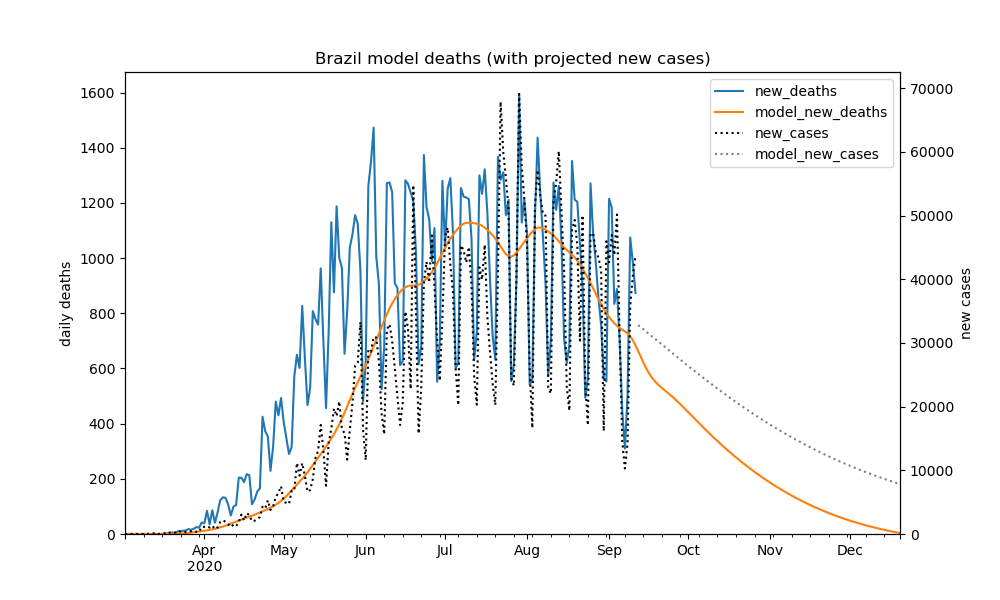 Brazil model deaths (with projected new cases)
new_deaths
model_new_deaths
new_cases
model_new_cases
daily deaths
1600
1400
1200
1000
800
600
400
200
0
new cases
70000
60000
50000
40000
30000
20000
10000
0
Apr May Jun Jul Aug Sep Oct Nov Dec
2020